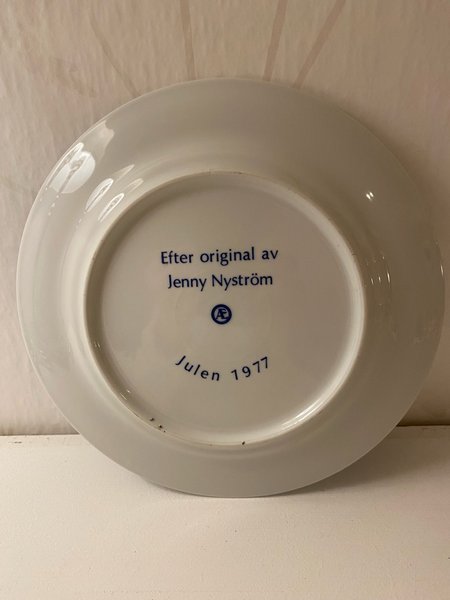 Efter original av
Jenny Nyström
Æ
Julen 1977